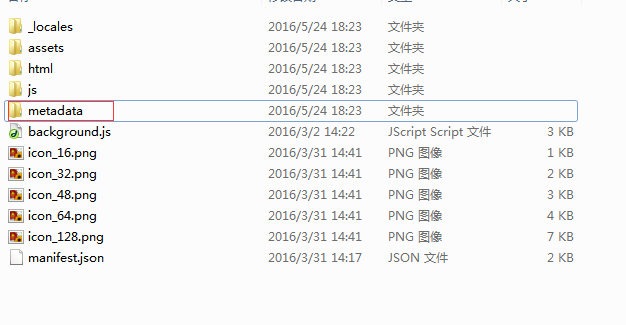 _locales 2016/5/24 18:23 文件夹
assets 2016/5/24 18:23 文件夹
html 2016/5/24 18:23 文件夹
js 2016/5/24 18:23 文件夹
metadata 2016/5/24 18:23 文件夹
background.js 2016/3/2 14:22 JScript Script 文件 3 KB
icon_16.png 2016/3/31 14:41 PNG 图像 1 KB
icon_32.png 2016/3/31 14:41 PNG 图像 2 KB
icon_48.png 2016/3/31 14:41 PNG 图像 3 KB
icon_64.png 2016/3/31 14:41 PNG 图像 4 KB
icon_128.png 2016/3/31 14:41 PNG 图像 7 KB
manifest.json 2016/3/31 14:17 JSON 文件 2 KB